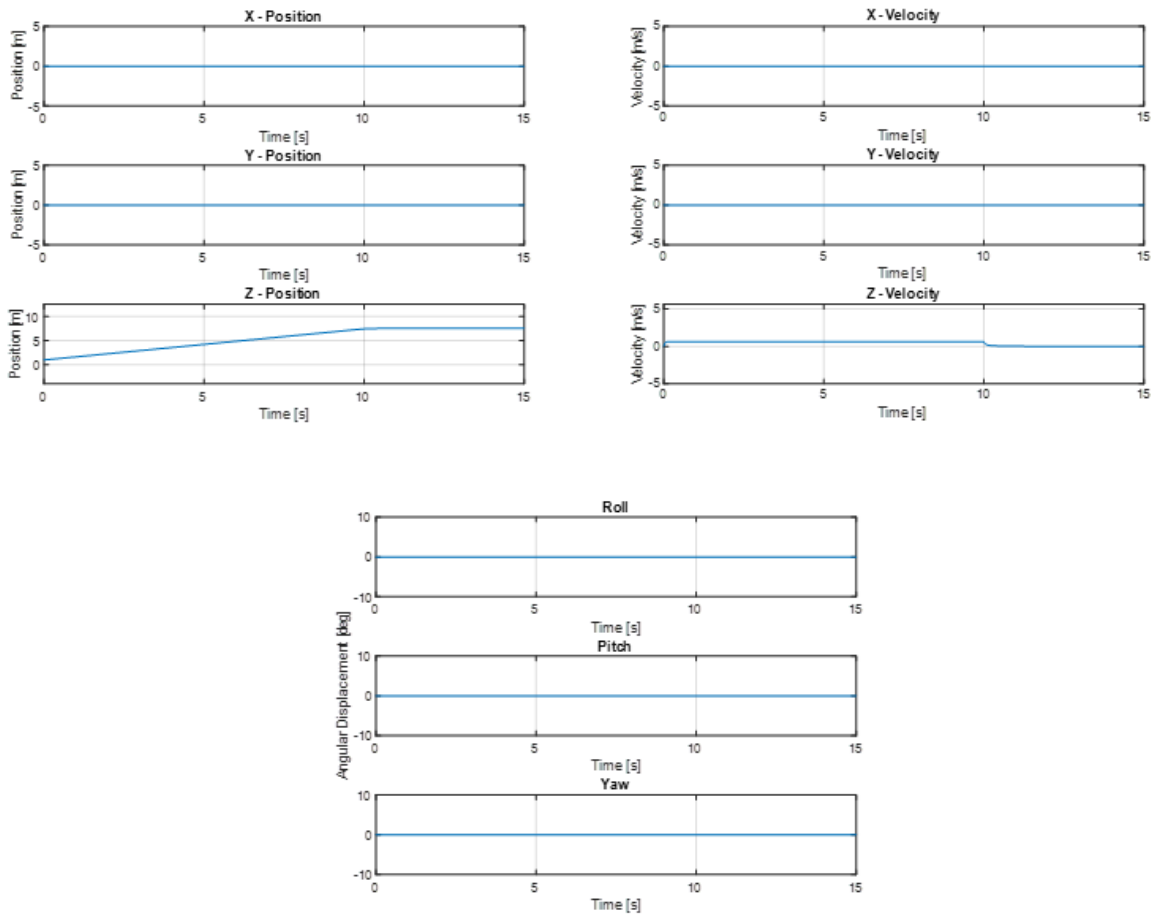 X - Position
5
0
-5
Position [m]
0 5 10 15
Time [s]
Y - Position
5
0
-5
Position [m]
0 5 10 15
Time [s]
Z - Position
10
5
0
Position [m]
0 5 10 15
Time [s]
X - Velocity
5
0
-5
Velocity [m/s]
0 5 10 15
Time [s]
Y - Velocity
5
0
-5
Velocity [m/s]
0 5 10 15
Time [s]
Z - Velocity
5
0
-5
Velocity [m/s]
0 5 10 15
Time [s]
Roll
10
0
-10
0 5 10 15
Time [s]
Angular Displacement [deg]
Pitch
10
0
-10
0 5 10 15
Time [s]
Yaw
10
0
-10
0 5 10 15
Time [s]